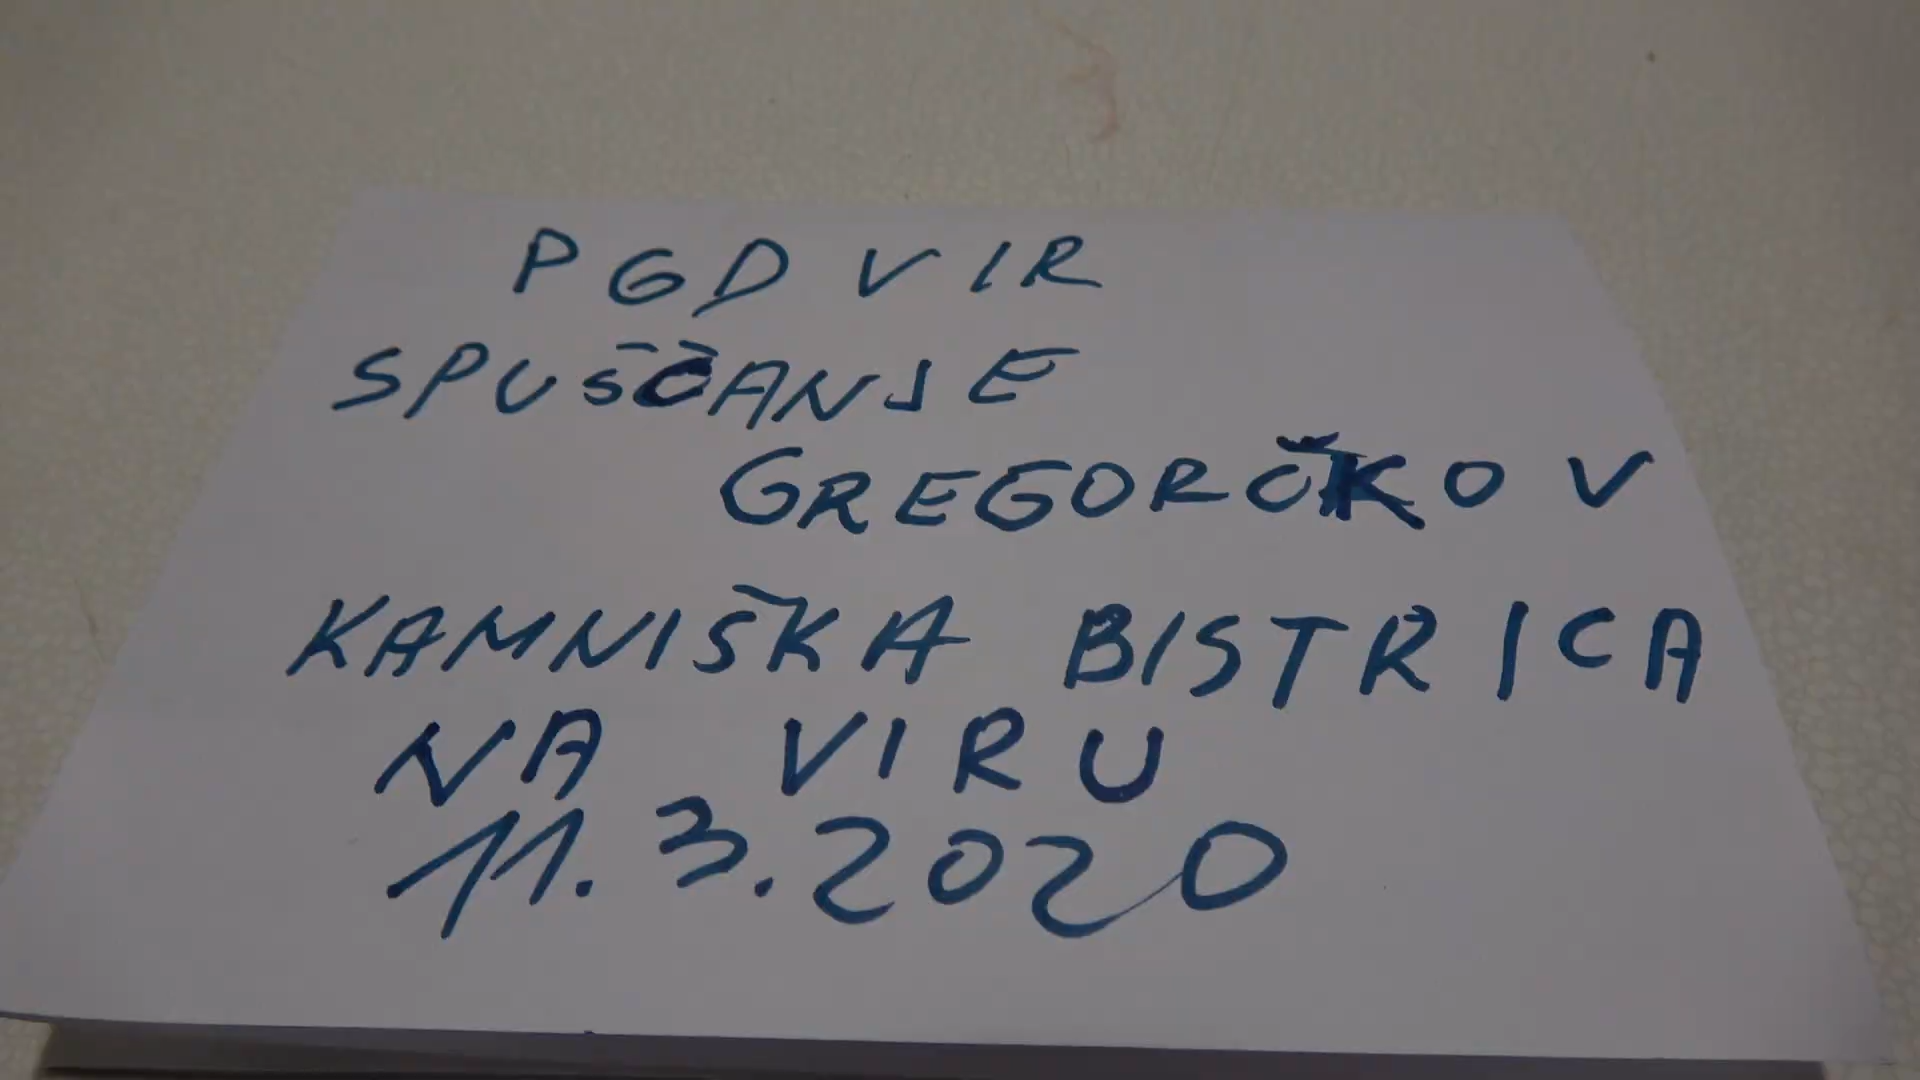 PGD VIR
SPUŠČANJE
GREGORČKOV
KAMNIŠKA BISTRICA
NA VIRU
11.3.2020